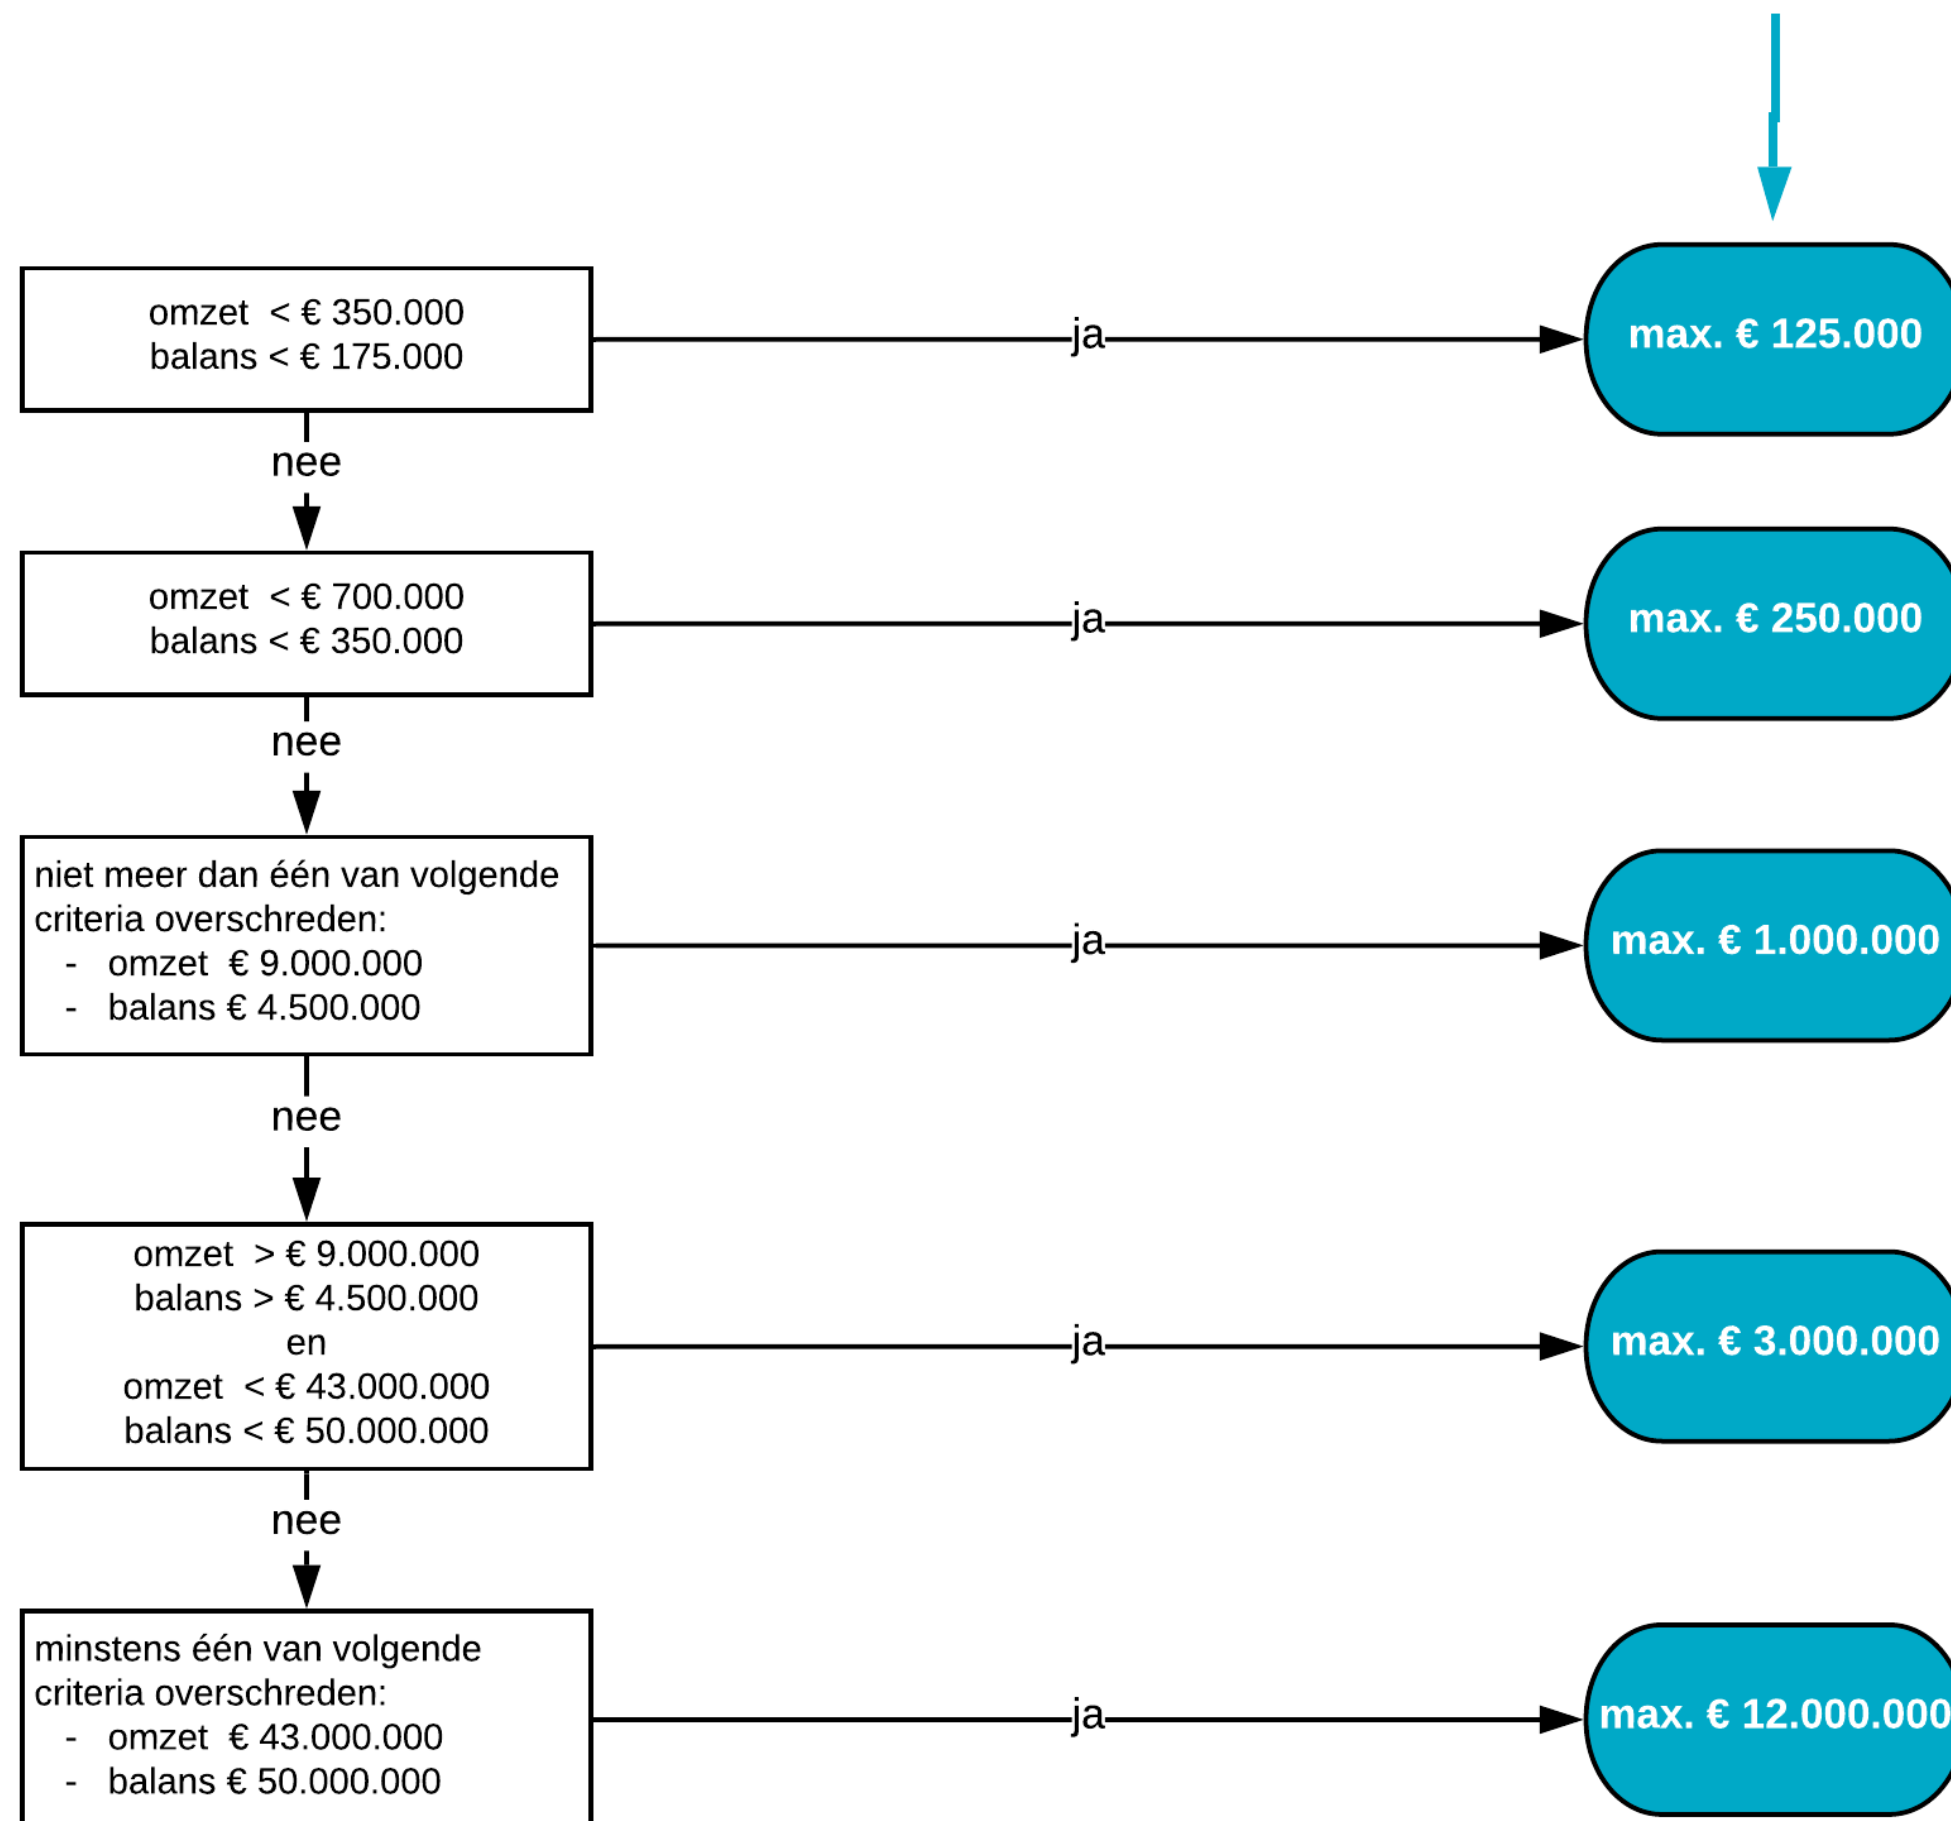 omzet < € 350.000
balans < € 175.000
ja
max. € 125.000
nee
omzet < € 700.000
balans < € 350.000
ja
max. € 250.000
nee
niet meer dan één van volgende
criteria overschreden:
- omzet € 9.000.000
- balans € 4.500.000
ja
max. € 1.000.000
nee
omzet > € 9.000.000
balans > € 4.500.000
en
omzet < € 43.000.000
balans < € 50.000.000
ja
max. € 3.000.000
nee
minstens één van volgende
criteria overschreden:
- omzet € 43.000.000
- balans € 50.000.000
ja
max. € 12.000.000